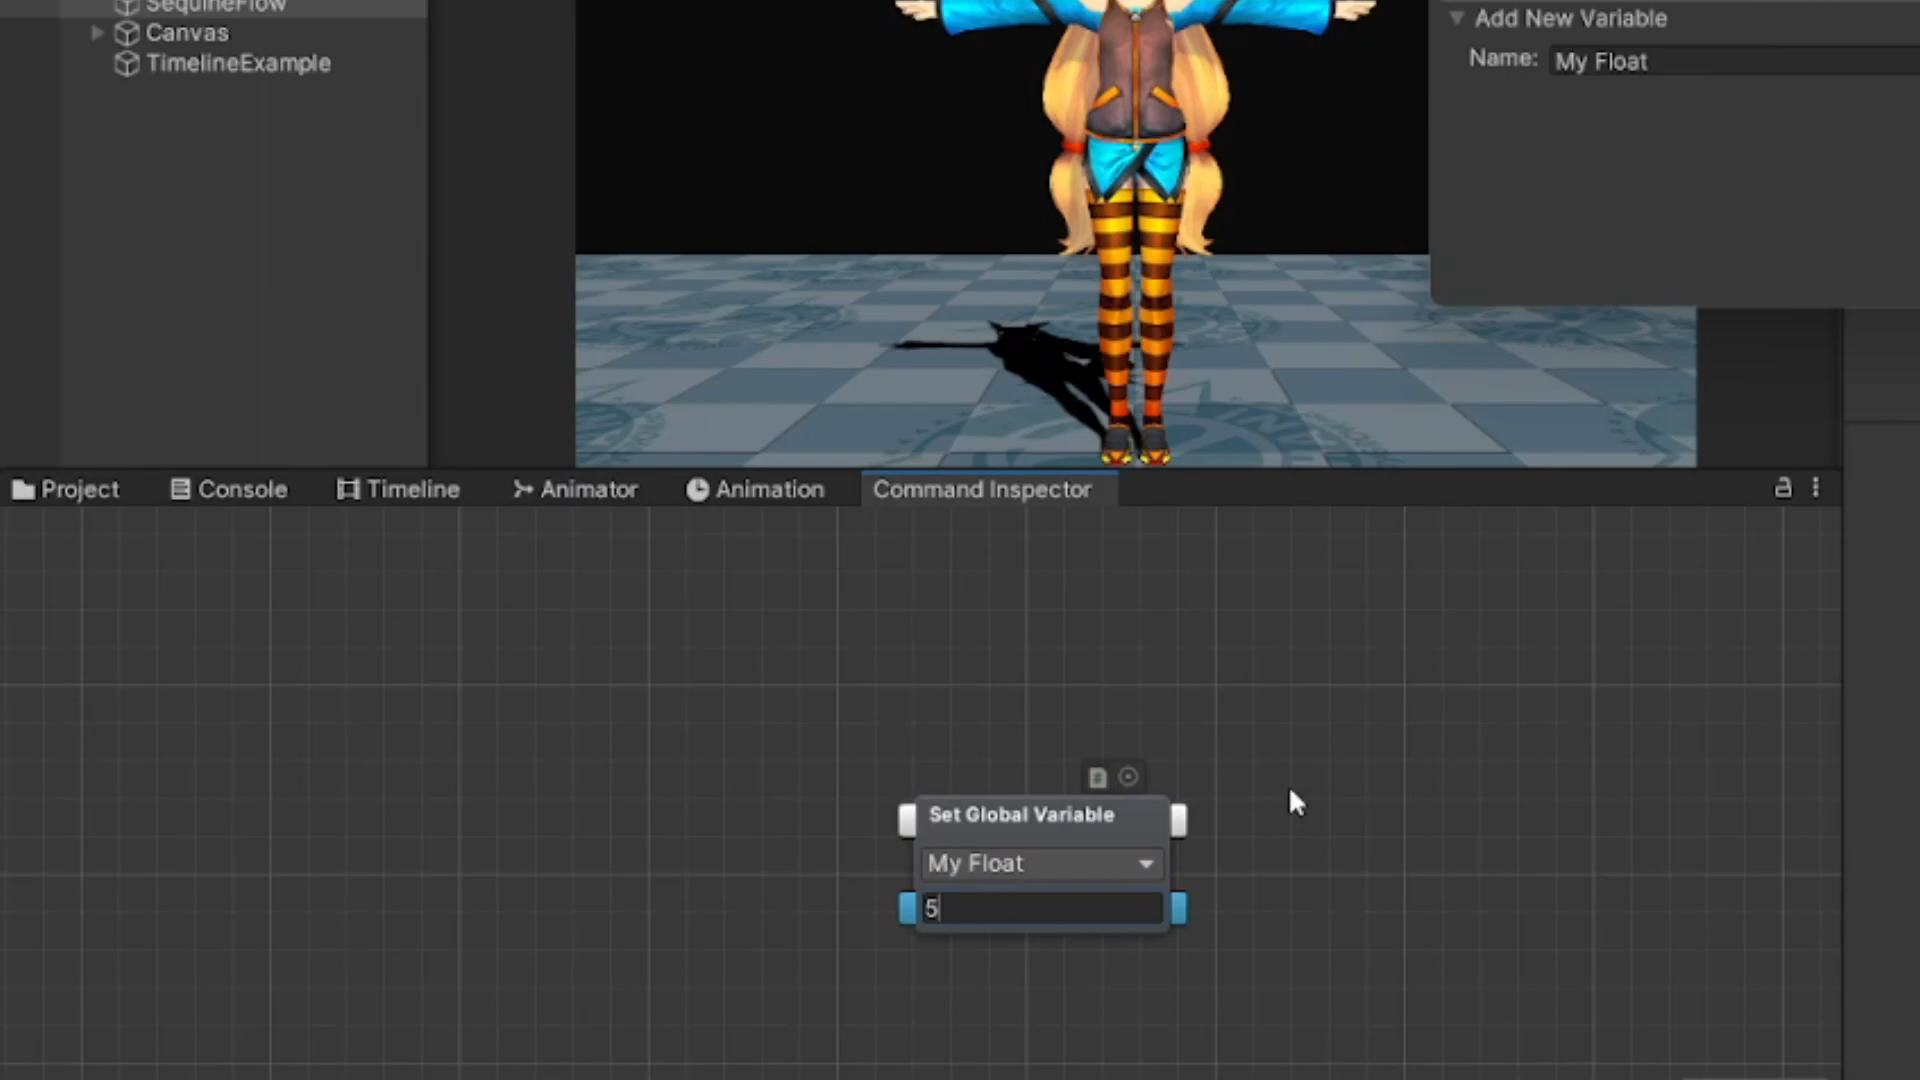 SequineFlow
Canvas
TimelineExample
Add New Variable
Name: My Float
Project Console Timeline Animator Animation Command Inspector
Set Global Variable
My Float
5